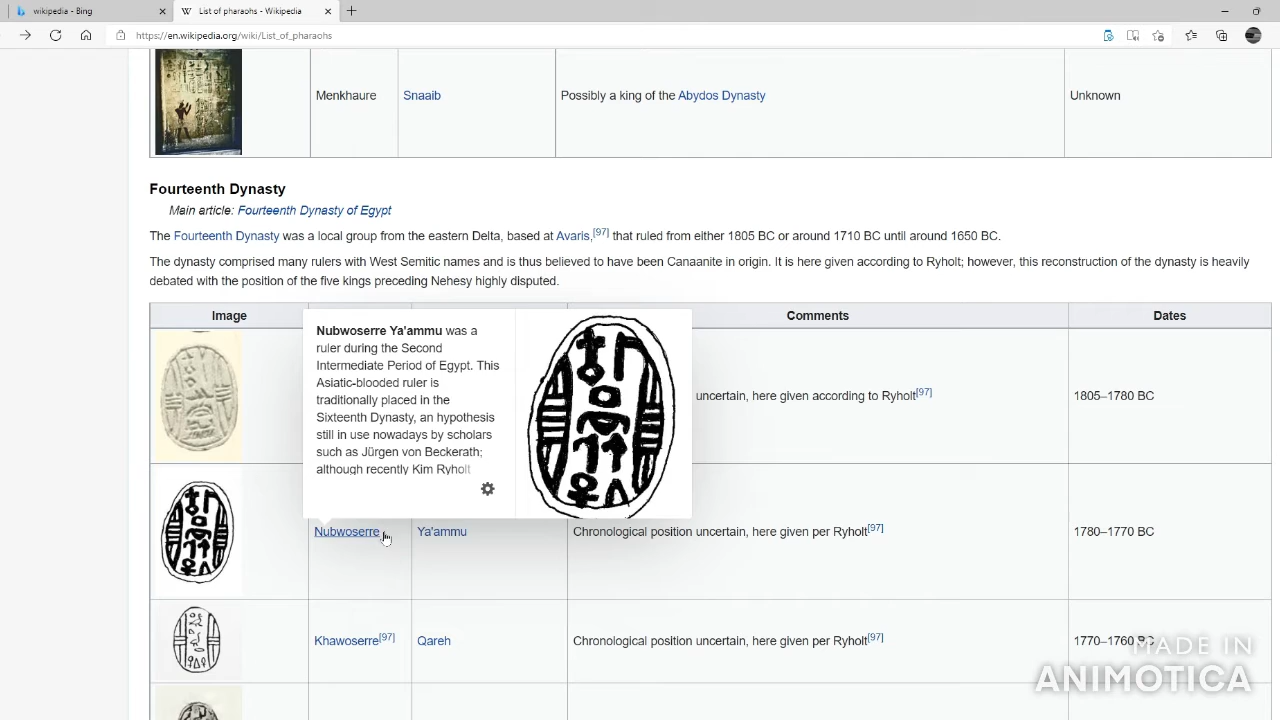 wikipedia - Bing
List of pharaohs - Wikipedia
https://en.wikipedia.org/wiki/List_of_pharaohs
Menkhaure
Snaaib
Possibly a king of the Abydos Dynasty
Unknown
Fourteenth Dynasty
Main article: Fourteenth Dynasty of Egypt
The Fourteenth Dynasty was a local group from the eastern Delta, based at Avaris,[97] that ruled from either 1805 BC or around 1710 BC until around 1650 BC.
The dynasty comprised many rulers with West Semitic names and is thus believed to have been Canaanite in origin. It is here given according to Ryholt; however, this reconstruction of the dynasty is heavily
debated with the position of the five kings preceding Nehesy highly disputed.
Image
Comments
Dates
Nubwoserre Ya'ammu was a
ruler during the Second
Intermediate Period of Egypt. This
Asiatic-blooded ruler is
traditionally placed in the
Sixteenth Dynasty, an hypothesis
still in use nowadays by scholars
such as Jürgen von Beckerath;
although recently Kim Ryholt
uncertain, here given according to Ryholt[97]
1805–1780 BC
Nubwoserre
Ya'ammu
Chronological position uncertain, here given per Ryholt[97]
1780–1770 BC
Khawoserre[97]
Qareh
Chronological position uncertain, here given per Ryholt[97]
1770–1760 BC
MADE IN
ANIMOTICA